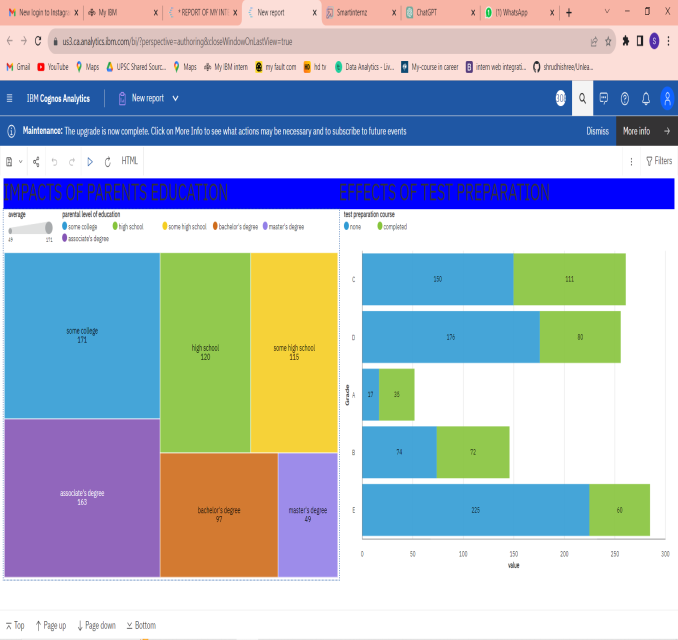 New login to Instagra
My IBM
* REPORT OF MY INTE
New report
Smartinternz
ChatGPT
(1) WhatsApp
us3.ca.analytics.ibm.com/bi/?perspective=authoring&closeWindowOnLastView=true
Gmail
YouTube
Maps
UPSC Shared Sourc...
Maps
My IBM intern
my fault com
hd tv
Data Analytics - Liv...
My-course in career
intern web integrati...
shrudhishree/Unlea...
IBM Cognos Analytics
New report
Maintenance: The upgrade is now complete. Click on More Info to see what actions may be necessary and to subscribe to future events
Dismiss
More info
HTML
Filters
IMPACTS OF PARENTS EDUCATION
EFFECTS OF TEST PREPARATION
average
49 171
parental level of education
some college high school some high school bachelor's degree master's degree
associate's degree
test preparation course
none completed
some college
171
high school
120
some high school
115
associate's degree
163
bachelor's degree
97
master's degree
49
Grade
C 150 111
D 176 80
A 17 35
B 74 72
E 225 60
0 50 100 150 200 250 300
value
Top Page up Page down Bottom